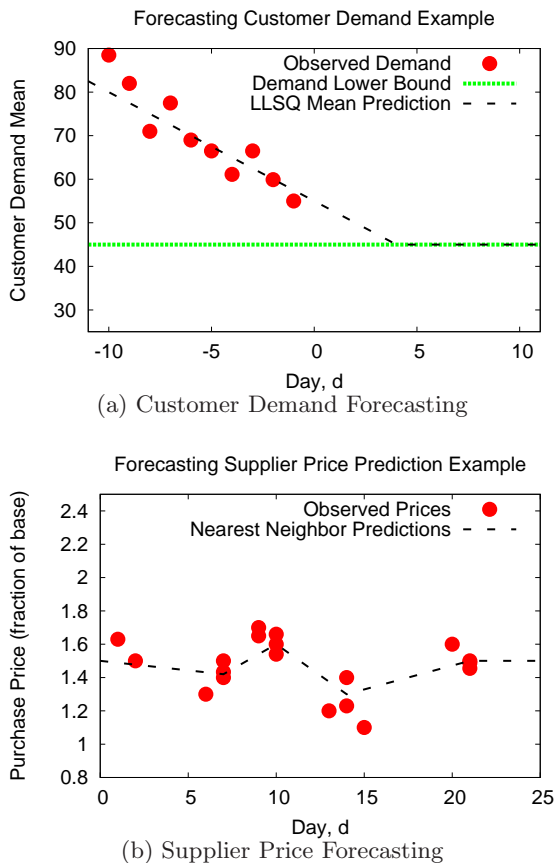 Forecasting Customer Demand Example
Customer Demand Mean
90
80
70
60
50
40
30
Observed Demand
Demand Lower Bound
LLSQ Mean Prediction
-10 -5 0 5 10
Day, d
(a) Customer Demand Forecasting
Forecasting Supplier Price Prediction Example
Purchase Price (fraction of base)
2.4
2.2
2
1.8
1.6
1.4
1.2
1
0.8
Observed Prices
Nearest Neighbor Predictions
0 5 10 15 20 25
Day, d
(b) Supplier Price Forecasting